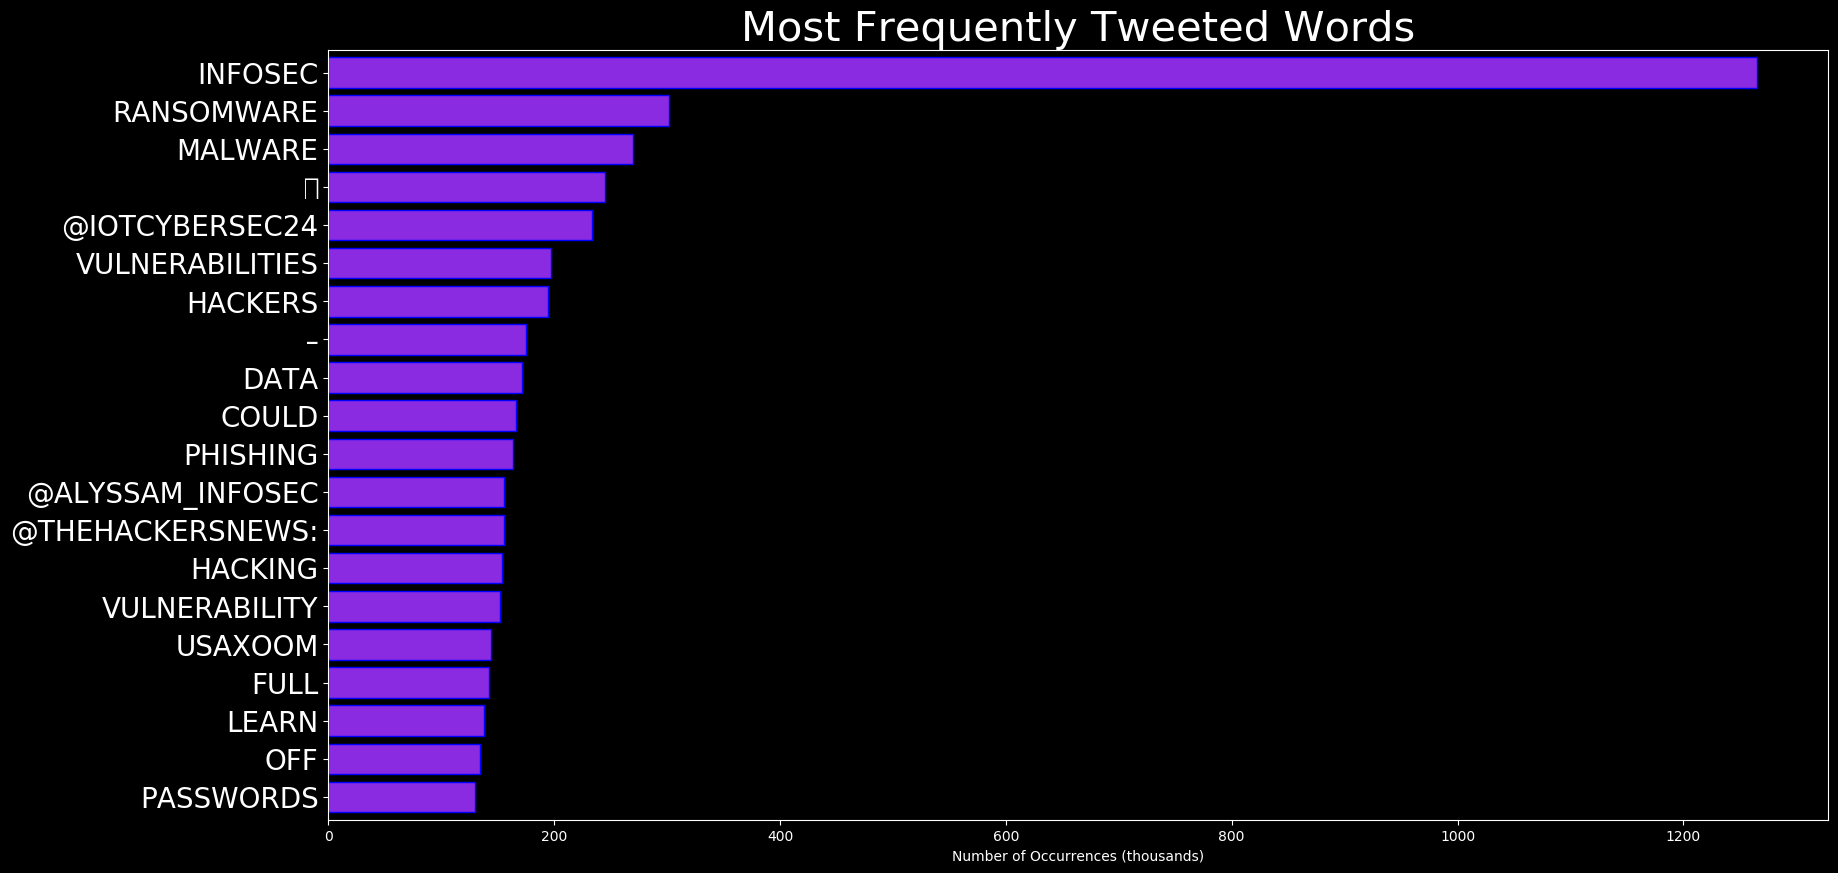 Most Frequently Tweeted Words
INFOSEC
RANSOMWARE
MALWARE
@IOTCYBERSEC24
VULNERABILITIES
HACKERS
–
DATA
COULD
PHISHING
@ALYSSAM_INFOSEC
@THEHACKERSNEWS:
HACKING
VULNERABILITY
USAXOOM
FULL
LEARN
OFF
PASSWORDS
0 200 400 600 800 1000 1200
Number of Occurrences (thousands)